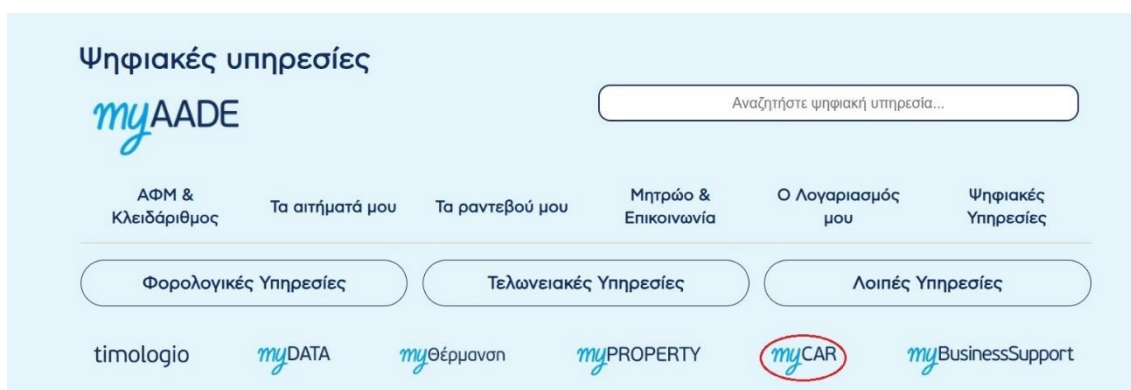 Ψηφιακές υπηρεσίες
myAADE
Αναζητήστε ψηφιακή υπηρεσία...
ΑΦΜ &
Κλειδάριθμος
Τα αιτήματά μου
Τα ραντεβού μου
Μητρώο &
Επικοινωνία
Ο Λογαριασμός
μου
Ψηφιακές
Υπηρεσίες
Φορολογικές Υπηρεσίες
Τελωνειακές Υπηρεσίες
Λοιπές Υπηρεσίες
timologio
myDATA
myΘέρμανση
myPROPERTY
myCAR
myBusinessSupport